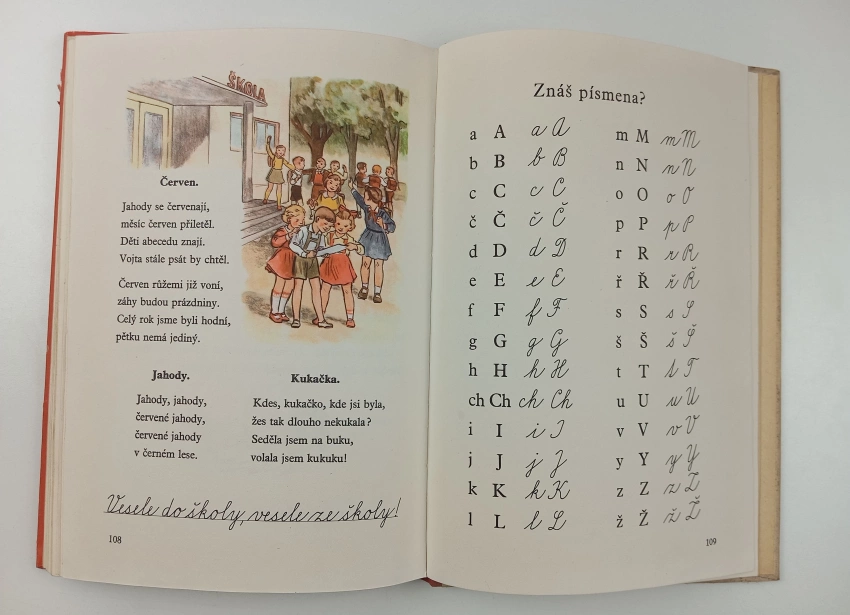 ŠKOLA
Červen.
Jahody se červenají,
měsíc červen přiletěl.
Děti abecedu znají.
Vojta stále psát by chtěl.
Červen růžemi již voní,
záhy budou prázdniny.
Celý rok jsme byli hodní,
pětku nemá jediný.
Jahody.
Jahody, jahody,
červené jahody,
červené jahody
v černém lese.
Kukačka.
Kdes, kukačko, kde jsi byla,
žes tak dlouho nekukala?
Seděla jsem na buku,
volala jsem kukuku!
Vesele do školy, vesele ze školy!
108
Znáš písmena?
a A a A
b B b B
c C c C
č Č č Č
d D d D
e E e E
f F f F
g G g G
h H h H
ch Ch ch Ch
i I i I
j J j J
k K k K
l L l L
m M m M
n N n N
o O o O
p P p P
r R r R
ř Ř ř Ř
s S s S
š Š š Š
t T t T
u U u U
v V v V
y Y y Y
z Z z Z
ž Ž ž Ž
109